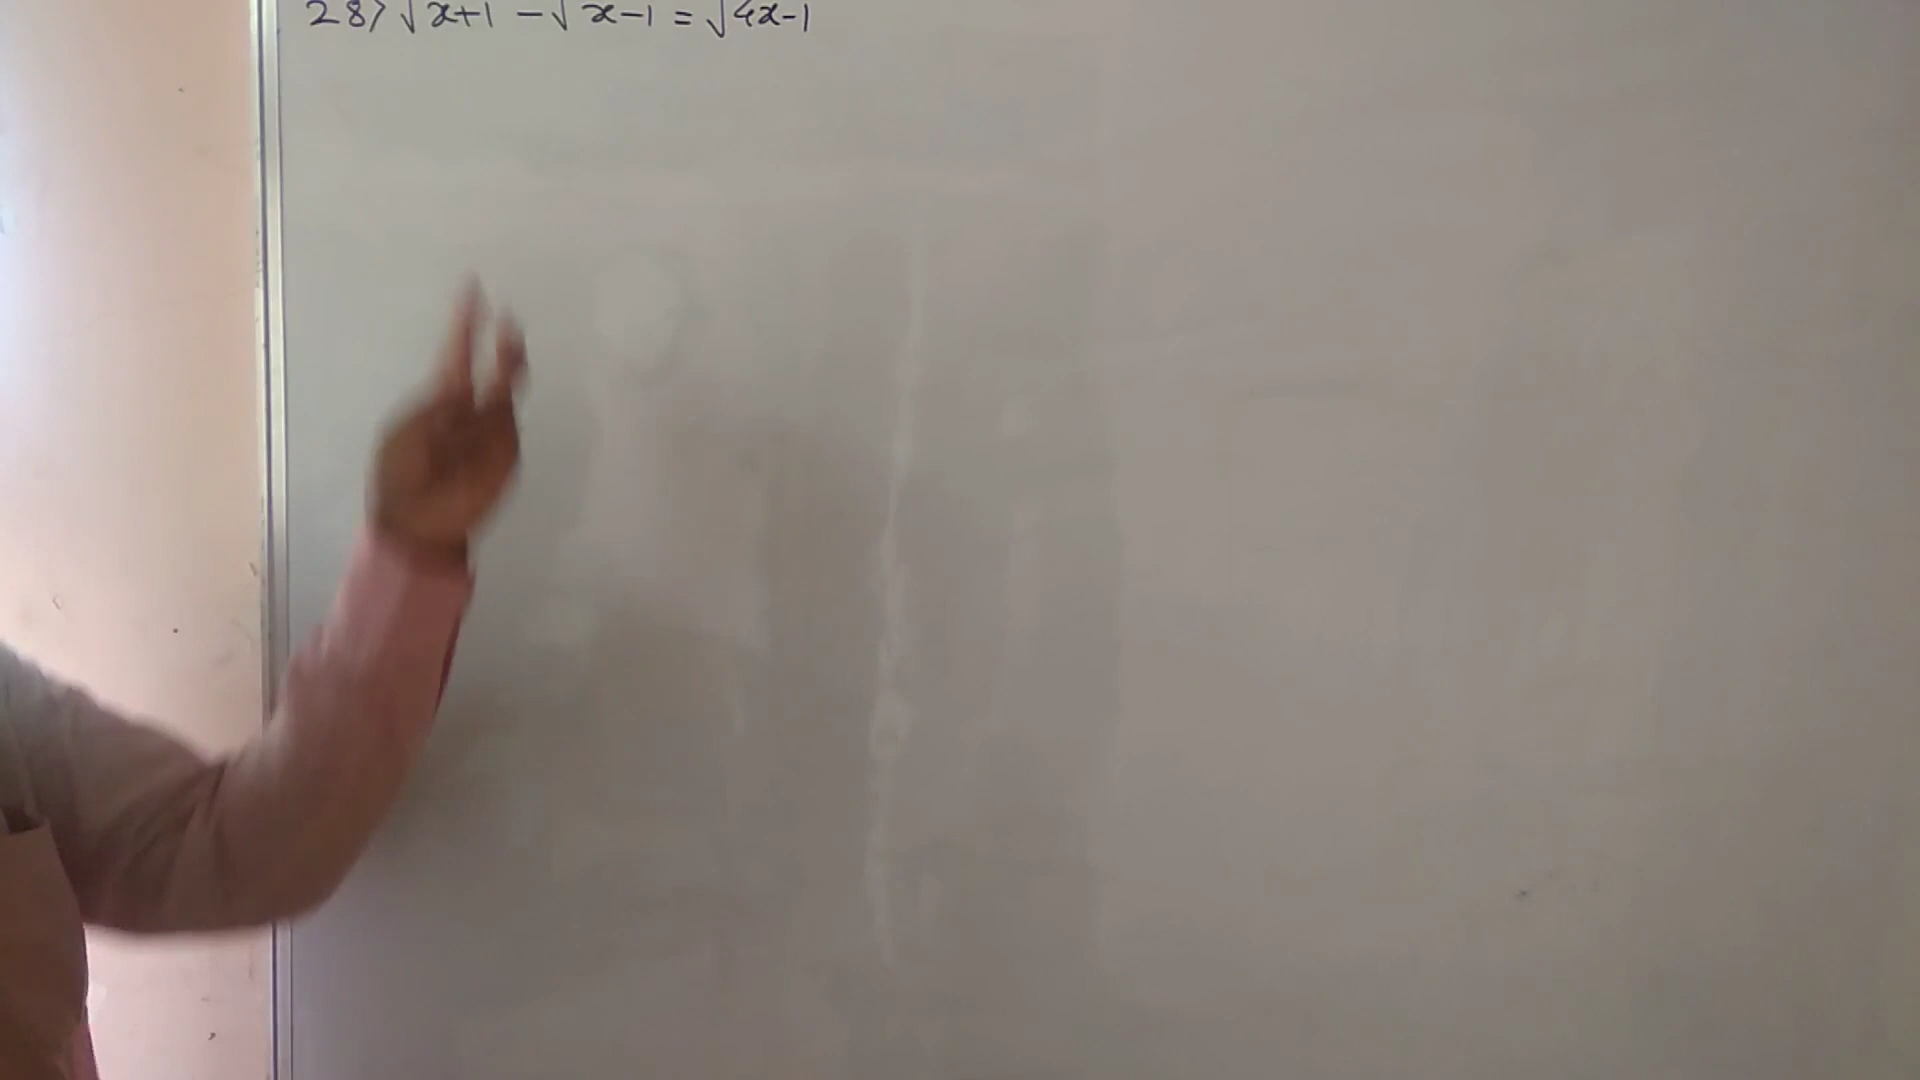 28) √x+1 - √x-1 = √4x-1